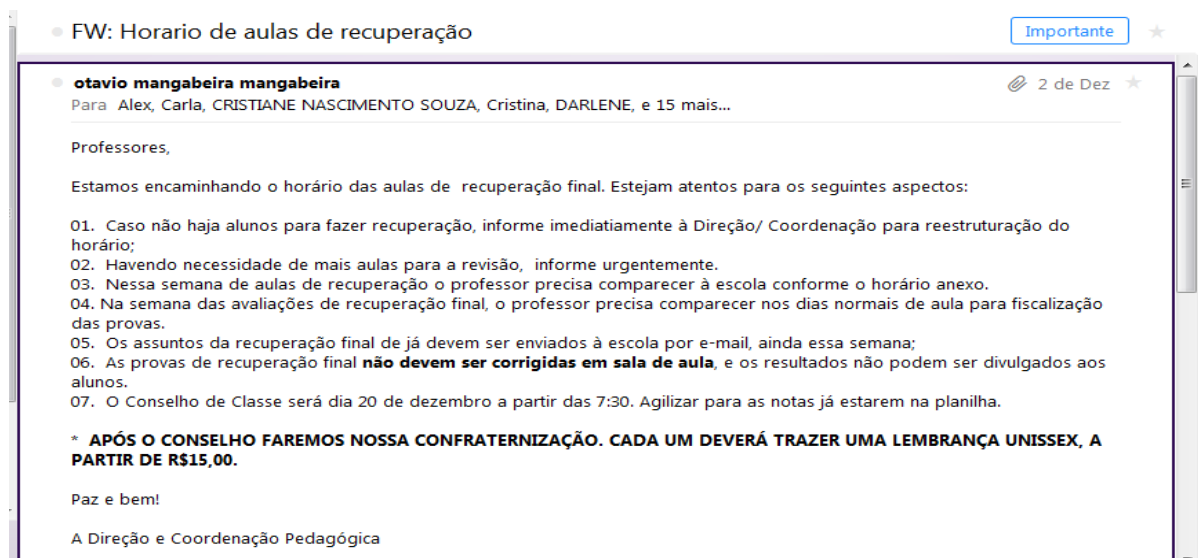 FW: Horario de aulas de recuperação
Importante
otavio mangabeira mangabeira
2 de Dez
Para Alex, Carla, CRISTIANE NASCIMENTO SOUZA, Cristina, DARLENE, e 15 mais...
Professores,
Estamos encaminhando o horário das aulas de recuperação final. Estejam atentos para os seguintes aspectos:
01. Caso não haja alunos para fazer recuperação, informe imediatiamente à Direção/ Coordenação para reestruturação do
horário;
02. Havendo necessidade de mais aulas para a revisão, informe urgentemente.
03. Nessa semana de aulas de recuperação o professor precisa comparecer à escola conforme o horário anexo.
04. Na semana das avaliações de recuperação final, o professor precisa comparecer nos dias normais de aula para fiscalização
das provas.
05. Os assuntos da recuperação final de já devem ser enviados à escola por e-mail, ainda essa semana;
06. As provas de recuperação final não devem ser corrigidas em sala de aula, e os resultados não podem ser divulgados aos
alunos.
07. O Conselho de Classe será dia 20 de dezembro a partir das 7:30. Agilizar para as notas já estarem na planilha.
* APÓS O CONSELHO FAREMOS NOSSA CONFRATERNIZAÇÃO. CADA UM DEVERÁ TRAZER UMA LEMBRANÇA UNISSEX, A
PARTIR DE R$15,00.
Paz e bem!
A Direção e Coordenação Pedagógica